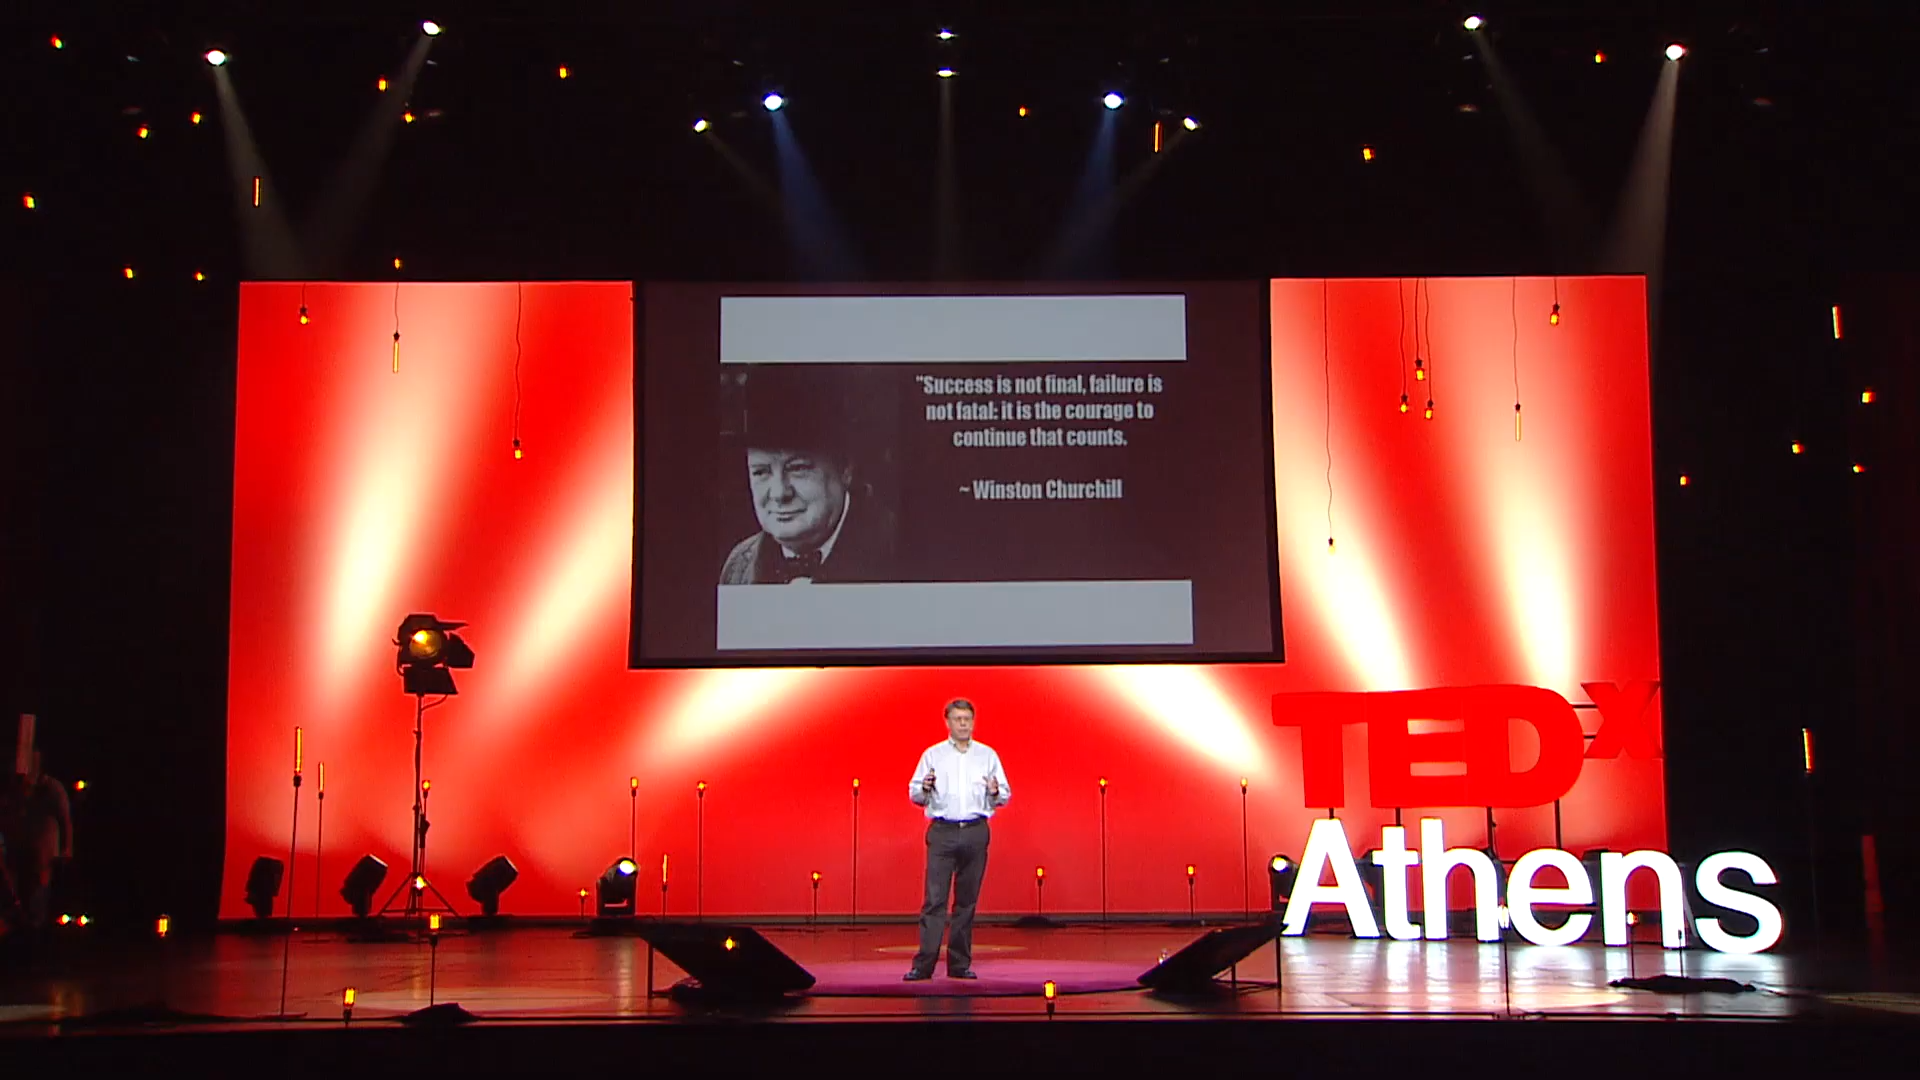 "Success is not final, failure is
not fatal: it is the courage to
continue that counts.
~ Winston Churchill
TEDx
Athens